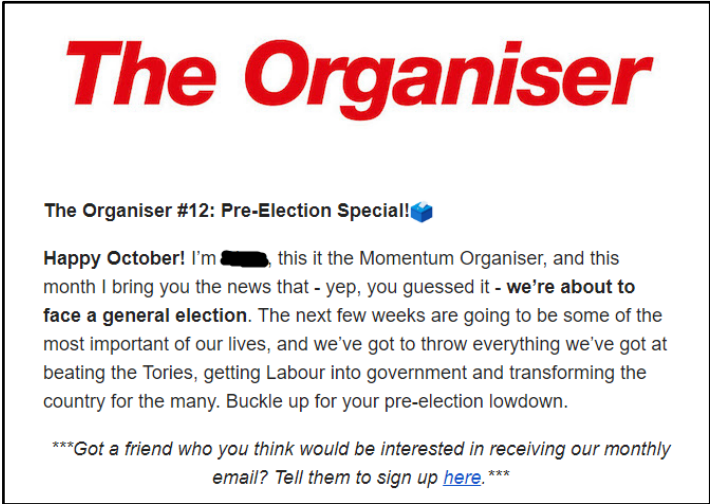 The Organiser
The Organiser #12: Pre-Election Special!🗳️
Happy October! I'm , this it the Momentum Organiser, and this
month I bring you the news that - yep, you guessed it - we're about to
face a general election. The next few weeks are going to be some of the
most important of our lives, and we've got to throw everything we've got at
beating the Tories, getting Labour into government and transforming the
country for the many. Buckle up for your pre-election lowdown.
***Got a friend who you think would be interested in receiving our monthly
email? Tell them to sign up here.***